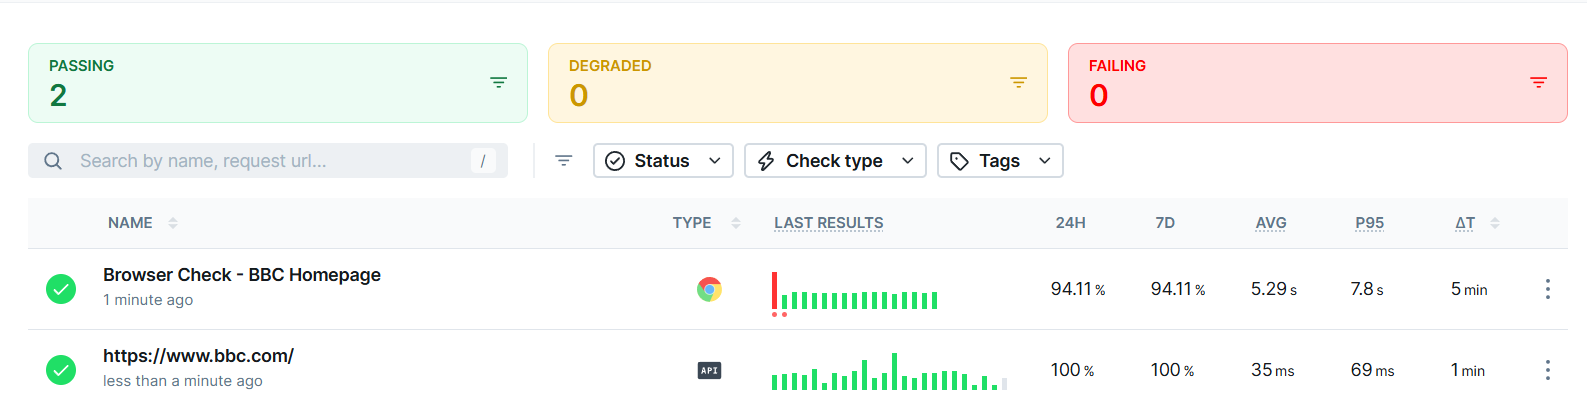 PASSING
2
DEGRADED
0
FAILING
0
Search by name, request url... /
Status
Check type
Tags
NAME TYPE LAST RESULTS 24H 7D AVG P95 ΔT
Browser Check - BBC Homepage
1 minute ago
94.11 % 94.11 % 5.29 s 7.8 s 5 min
https://www.bbc.com/
less than a minute ago
API 100 % 100 % 35 ms 69 ms 1 min